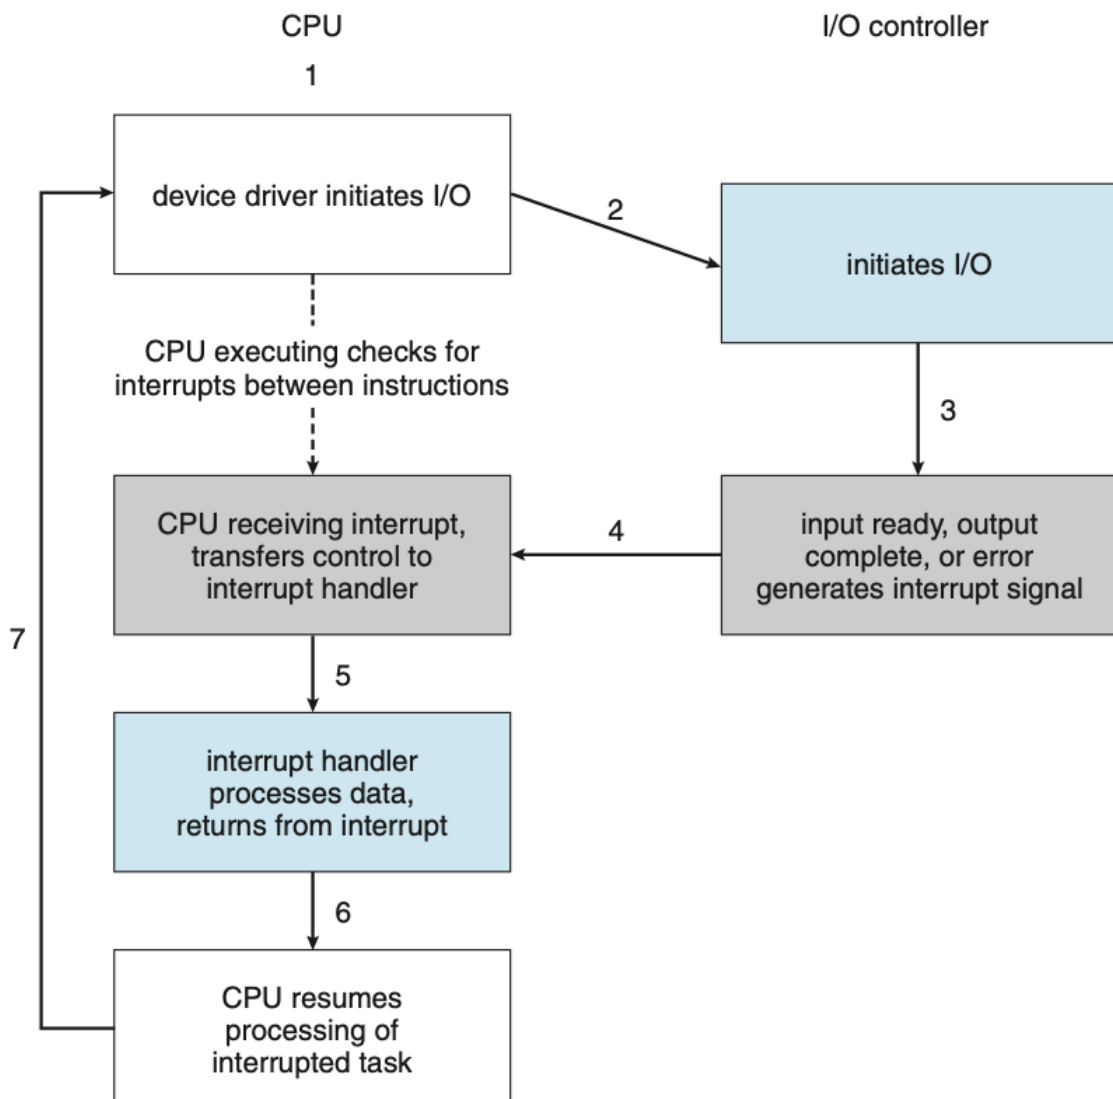 CPU
I/O controller
1
device driver initiates I/O
2
initiates I/O
CPU executing checks for
interrupts between instructions
3
CPU receiving interrupt,
transfers control to
interrupt handler
4
input ready, output
complete, or error
generates interrupt signal
7
5
interrupt handler
processes data,
returns from interrupt
6
CPU resumes
processing of
interrupted task